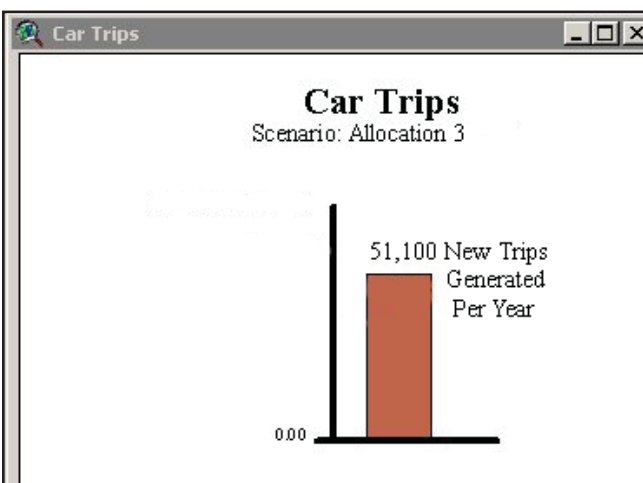 Car Trips
Car Trips
Scenario: Allocation 3
51,100 New Trips
Generated
Per Year
0.00